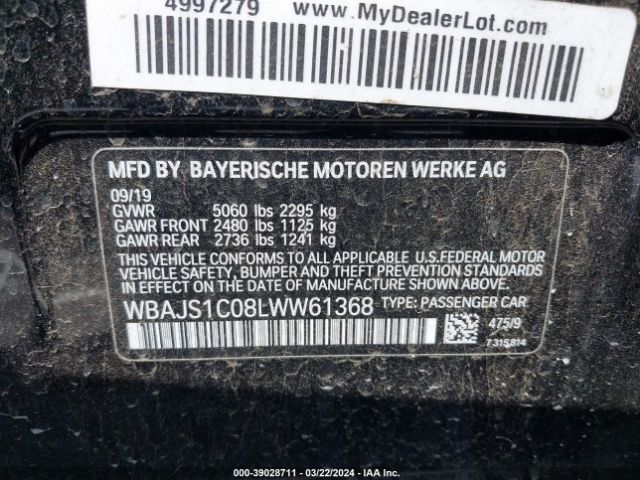 4997279
www.MyDealerLot.com
MFD BY BAYERISCHE MOTOREN WERKE AG
09/19
GVWR 5060 lbs 2295 kg
GAWR FRONT 2480 lbs 1125 kg
GAWR REAR 2736 lbs 1241 kg
THIS VEHICLE CONFORMS TO ALL APPLICABLE U.S.FEDERAL MOTOR
VEHICLE SAFETY, BUMPER AND THEFT PREVENTION STANDARDS
IN EFFECT ON THE DATE OF MANUFACTURE SHOWN ABOVE.
WBAJS1C08LWW61368 TYPE: PASSENGER CAR
475/9
7 315 814
000-39028711 - 03/22/2024 - IAA Inc.